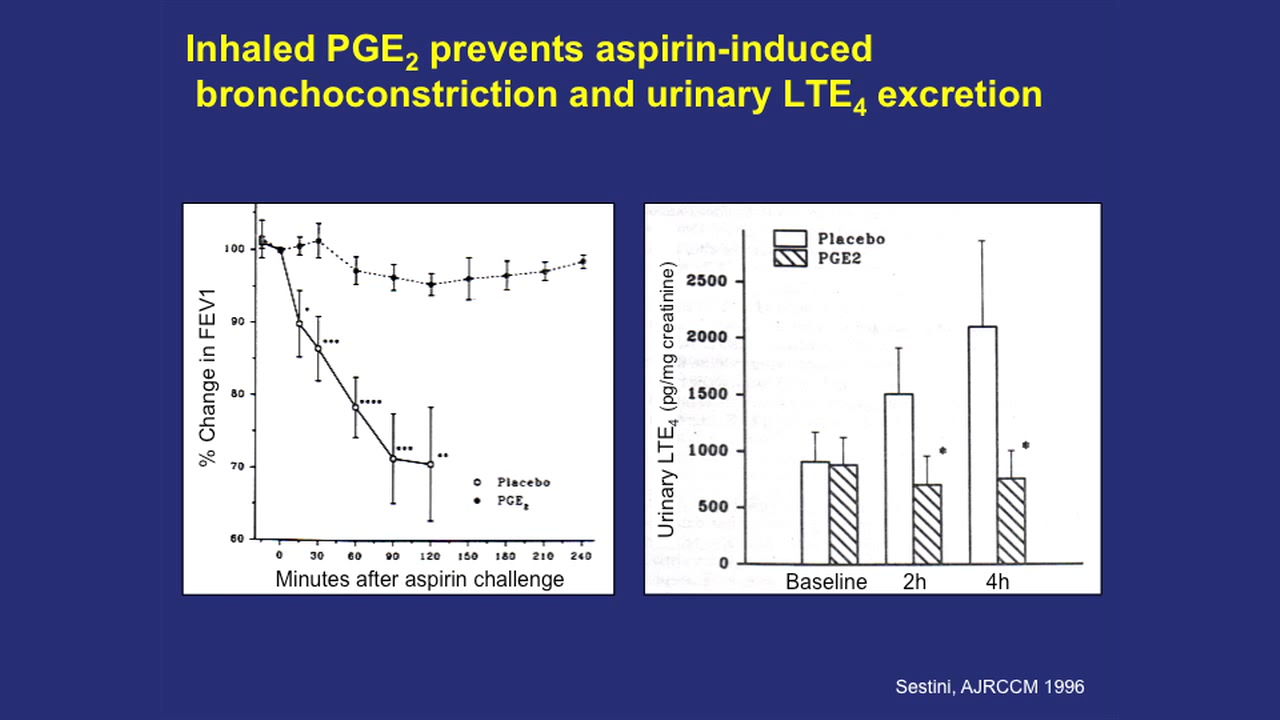 Inhaled PGE2 prevents aspirin-induced
bronchoconstriction and urinary LTE4 excretion
% Change in FEV1
100
90
80
70
60
*
***
****
***
**
Placebo
PGE2
0 30 60 90 120 150 180 210 240
Minutes after aspirin challenge
Urinary LTE4 (pg/mg creatinine)
Placebo
PGE2
2500
2000
1500
1000
500
0
*
*
Baseline 2h 4h
Sestini, AJRCCM 1996